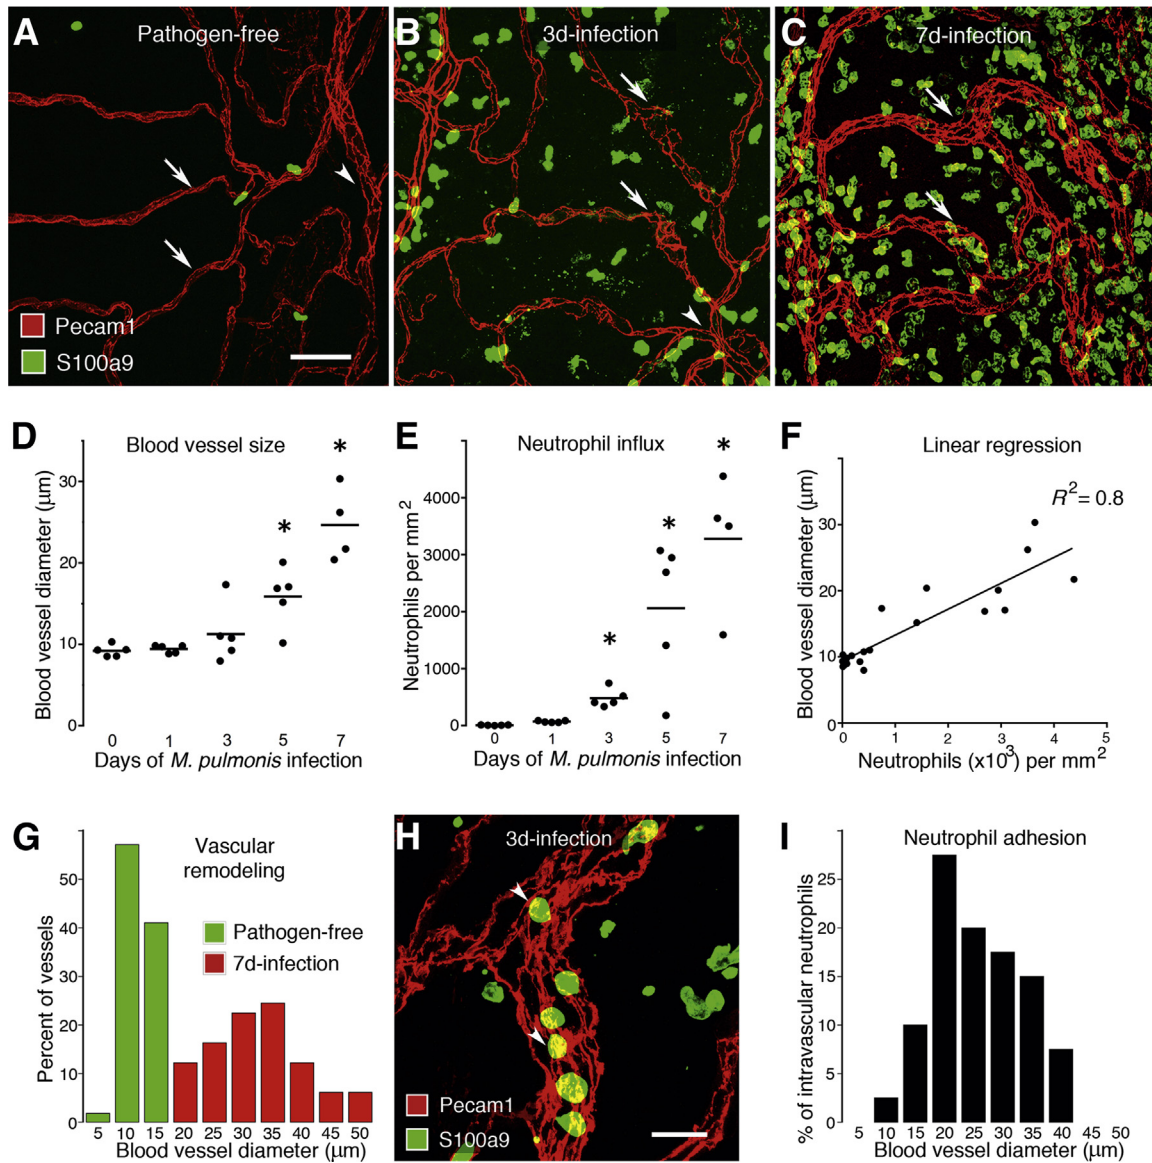 A
Pathogen-free
Pecam1
S100a9
B
3d-infection
C
7d-infection
D
Blood vessel size
*
*
Blood vessel diameter (μm)
30
20
10
0
0 1 3 5 7
Days of M. pulmonis infection
E
Neutrophil influx
*
*
*
Neutrophils per mm2
4000
3000
2000
1000
0
0 1 3 5 7
Days of M. pulmonis infection
F
Linear regression
R2= 0.8
Blood vessel diameter (μm)
30
20
10
0
0 1 2 3 4 5
Neutrophils (x103) per mm2
G
Vascular
remodeling
Pathogen-free
7d-infection
Percent of vessels
50
40
30
20
10
0
5 10 15 20 25 30 35 40 45 50
Blood vessel diameter (μm)
H
3d-infection
Pecam1
S100a9
I
Neutrophil adhesion
% of intravascular neutrophils
25
20
15
10
5
0
5 10 15 20 25 30 35 40 45 50
Blood vessel diameter (μm)